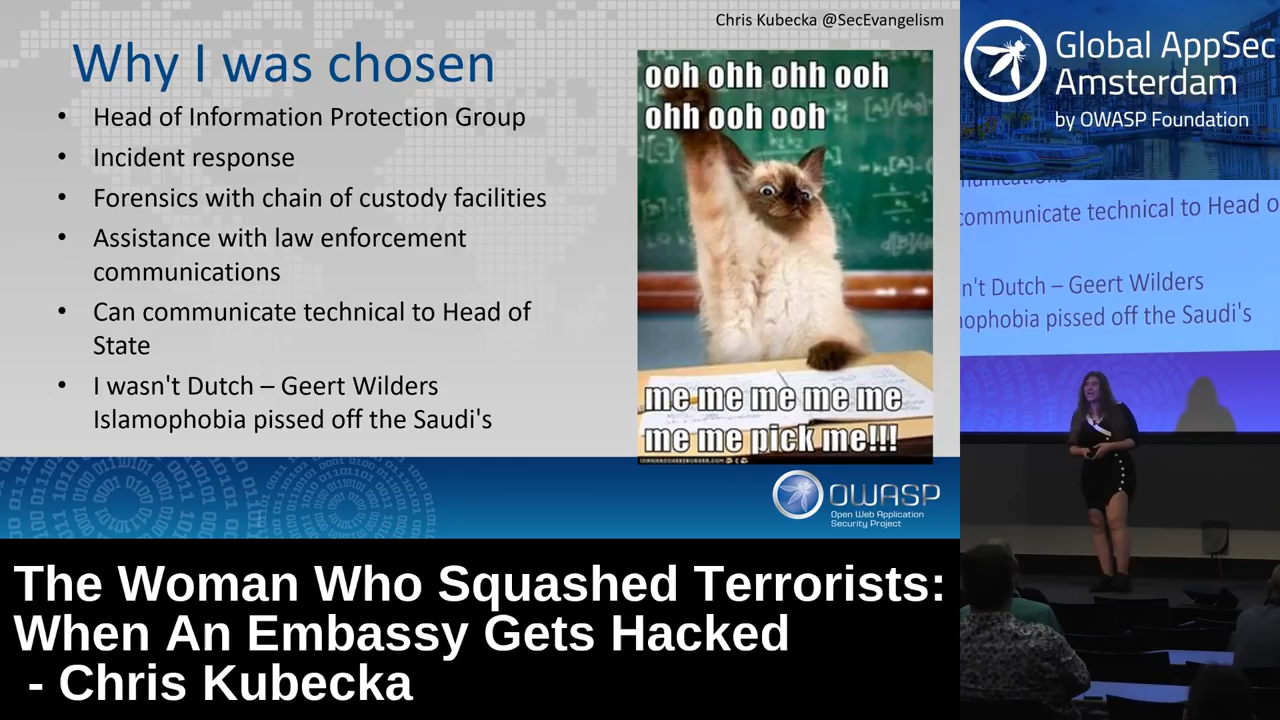 Chris Kubecka @SecEvangelism
Why I was chosen
• Head of Information Protection Group
• Incident response
• Forensics with chain of custody facilities
• Assistance with law enforcement
communications
• Can communicate technical to Head of
State
• I wasn't Dutch – Geert Wilders
Islamophobia pissed off the Saudi's
ooh ohh ohh ooh
ohh ooh ooh
me me me me me
me me pick me!!!
OWASP
Open Web Application
Security Project
The Woman Who Squashed Terrorists:
When An Embassy Gets Hacked
- Chris Kubecka
Global AppSec
Amsterdam
by OWASP Foundation
communicate technical to Head o
n't Dutch – Geert Wilders
nophobia pissed off the Saudi's